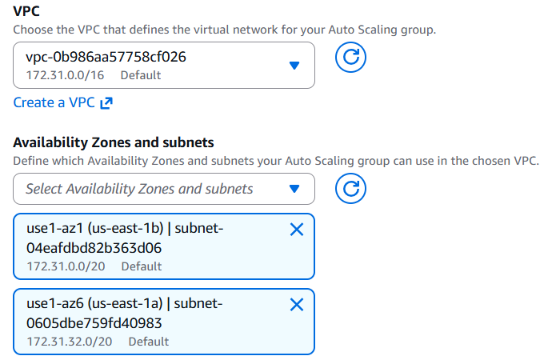 VPC
Choose the VPC that defines the virtual network for your Auto Scaling group.
vpc-0b986aa57758cf026
172.31.0.0/16 Default
Create a VPC
Availability Zones and subnets
Define which Availability Zones and subnets your Auto Scaling group can use in the chosen VPC.
Select Availability Zones and subnets
use1-az1 (us-east-1b) | subnet-
04eafdbd82b363d06
172.31.0.0/20 Default
use1-az6 (us-east-1a) | subnet-
0605dbe759fd40983
172.31.32.0/20 Default